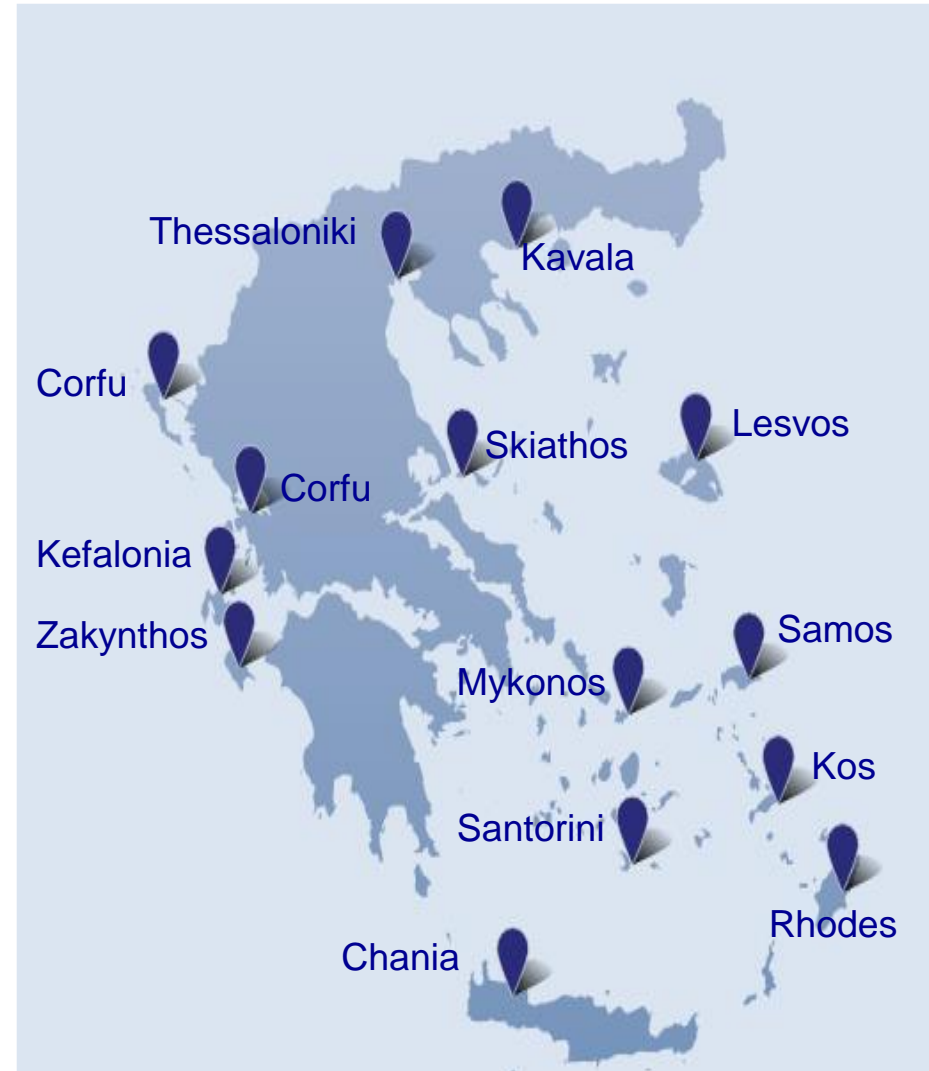 Thessaloniki
Kavala
Corfu
Lesvos
Skiathos
Corfu
Kefalonia
Samos
Zakynthos
Mykonos
Kos
Santorini
Rhodes
Chania